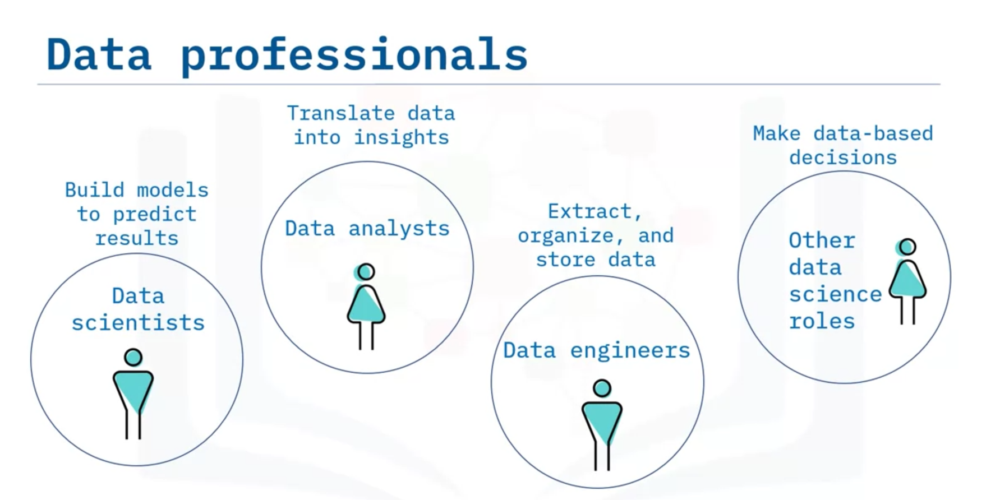 Data professionals
Build models
to predict
results
Data
scientists
Translate data
into insights
Data analysts
Extract,
organize, and
store data
Data engineers
Make data-based
decisions
Other
data
science
roles